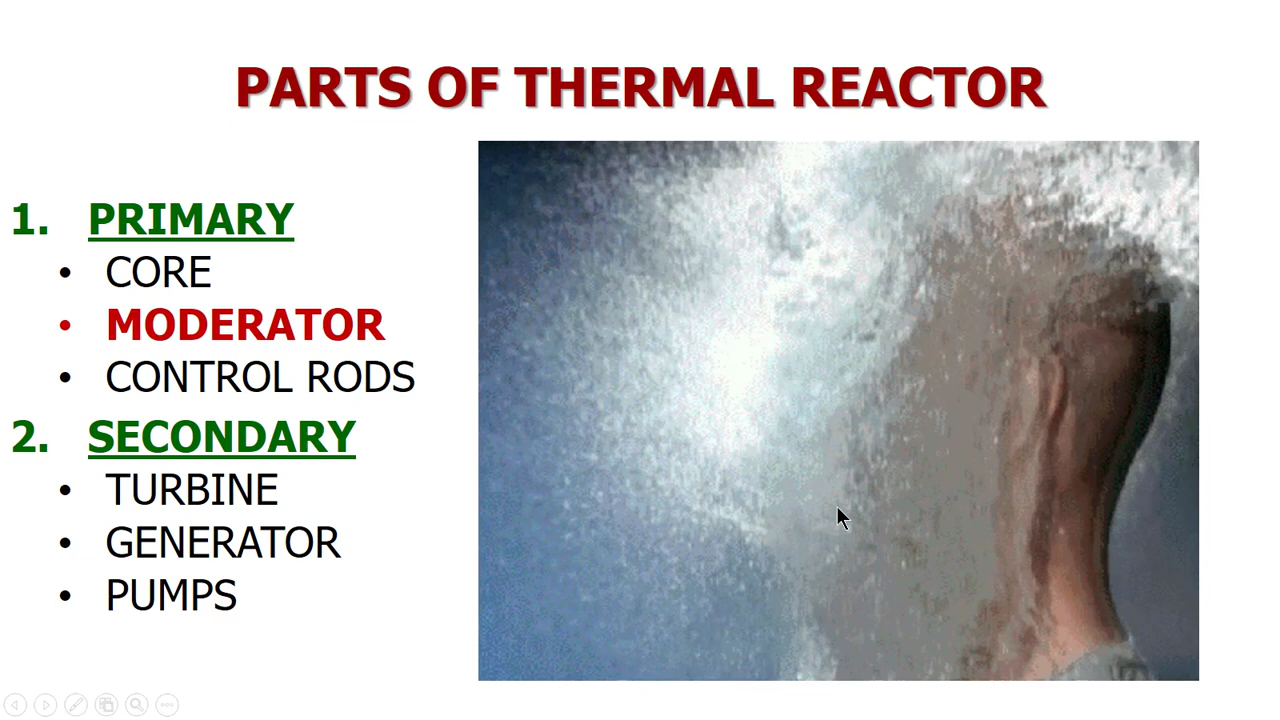 PARTS OF THERMAL REACTOR
1. PRIMARY
• CORE
• MODERATOR
• CONTROL RODS
2. SECONDARY
• TURBINE
• GENERATOR
• PUMPS